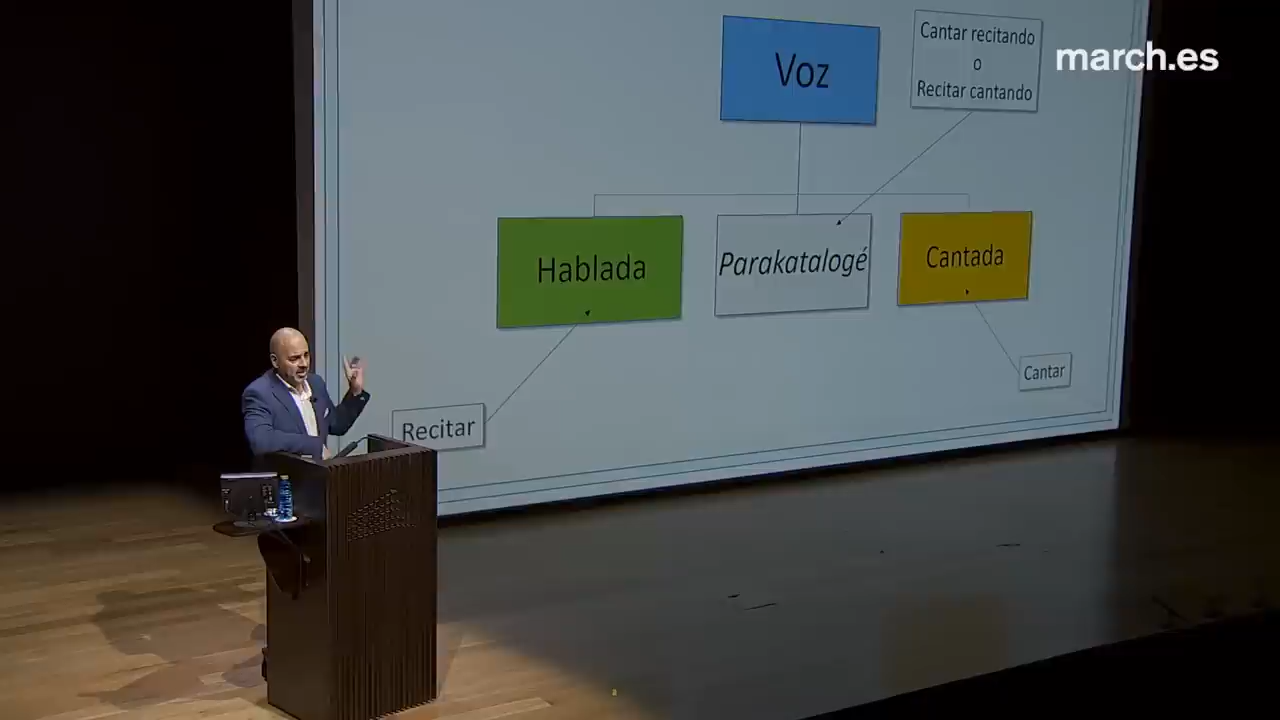 Voz
Cantar recitando
o
Recitar cantando
march.es
Hablada
Parakatalogé
Cantada
Cantar
Recitar